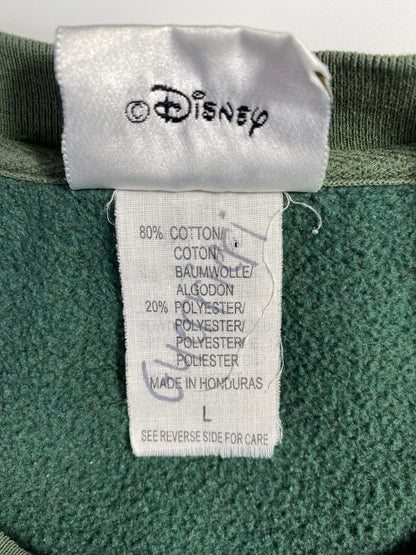 © Disney
80% COTTON/
COTON/
BAUMWOLLE/
ALGODON
20% POLYESTER/
POLYESTER/
POLYESTER/
POLIESTER
MADE IN HONDURAS
L
SEE REVERSE SIDE FOR CARE